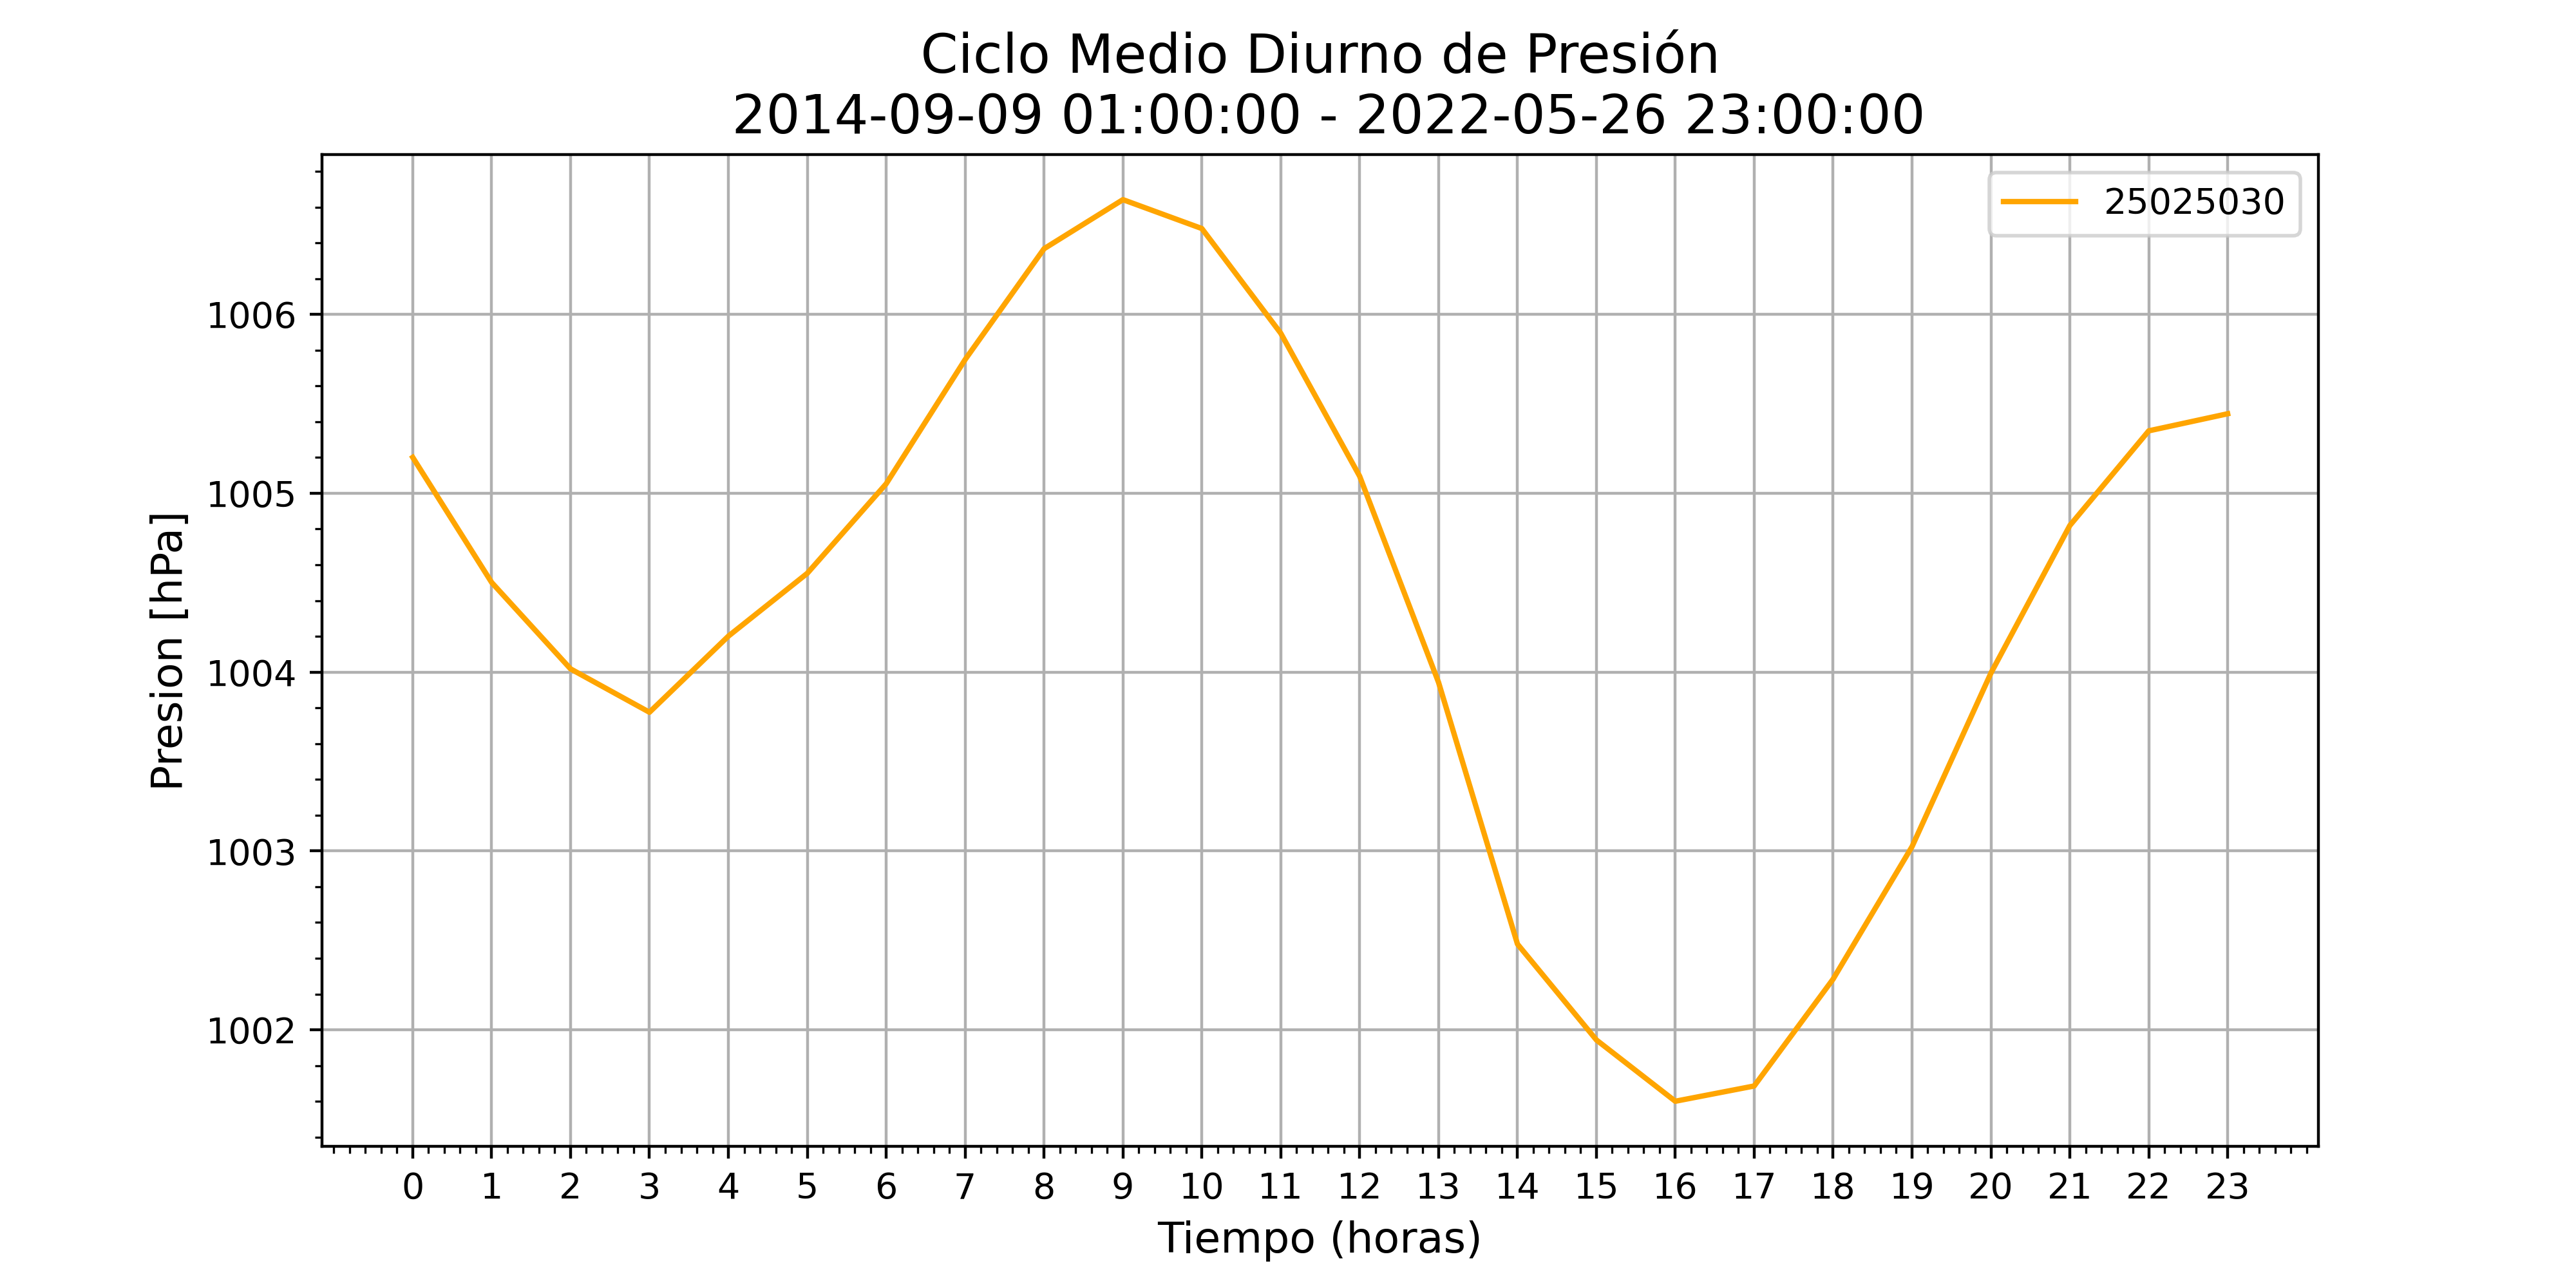 Ciclo Medio Diurno de Presión
2014-09-09 01:00:00 - 2022-05-26 23:00:00
25025030
Presion [hPa]
1006
1005
1004
1003
1002
0 1 2 3 4 5 6 7 8 9 10 11 12 13 14 15 16 17 18 19 20 21 22 23
Tiempo (horas)